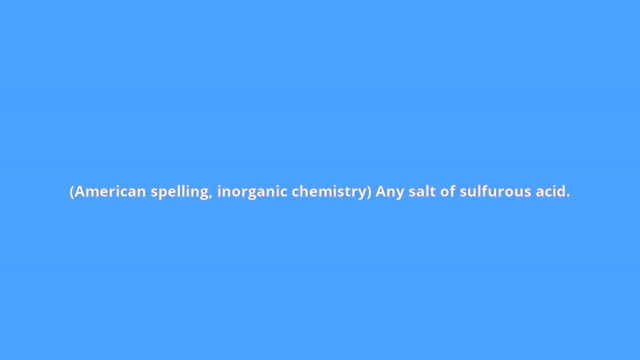 (American spelling, inorganic chemistry) Any salt of sulfurous acid.